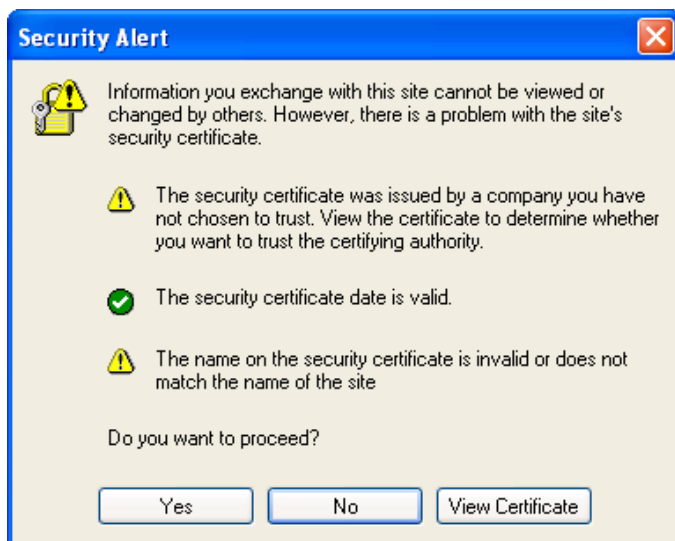 Security Alert
Information you exchange with this site cannot be viewed or
changed by others. However, there is a problem with the site's
security certificate.
The security certificate was issued by a company you have
not chosen to trust. View the certificate to determine whether
you want to trust the certifying authority.
The security certificate date is valid.
The name on the security certificate is invalid or does not
match the name of the site
Do you want to proceed?
Yes No View Certificate